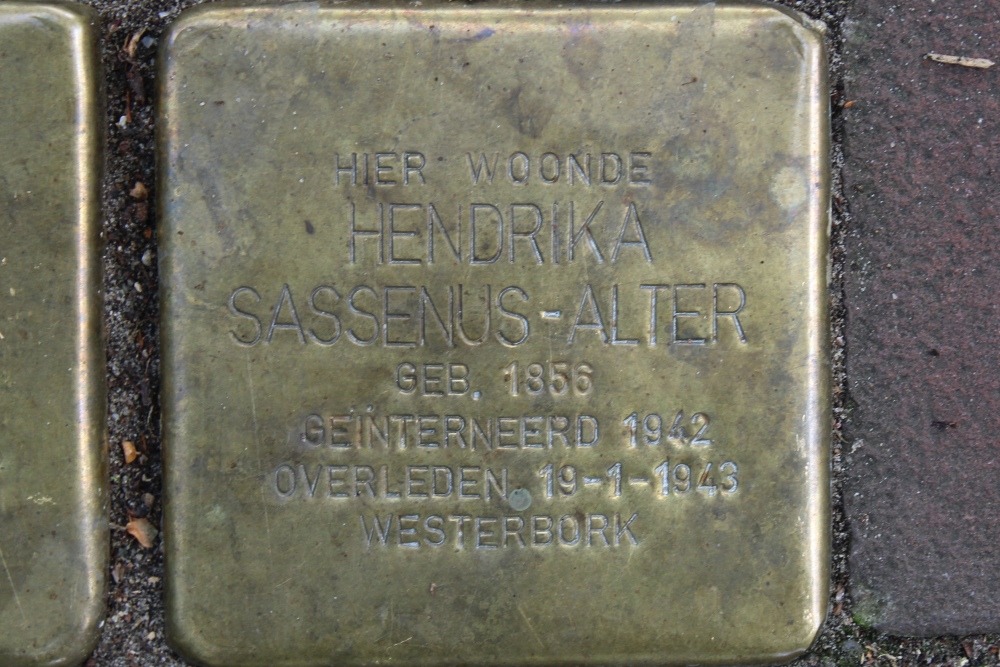 HIER WOONDE
HENDRIKA
SASSENUS-ALTER
GEB. 1856
GEÏNTERNEERD 1942
OVERLEDEN 19-1-1943
WESTERBORK